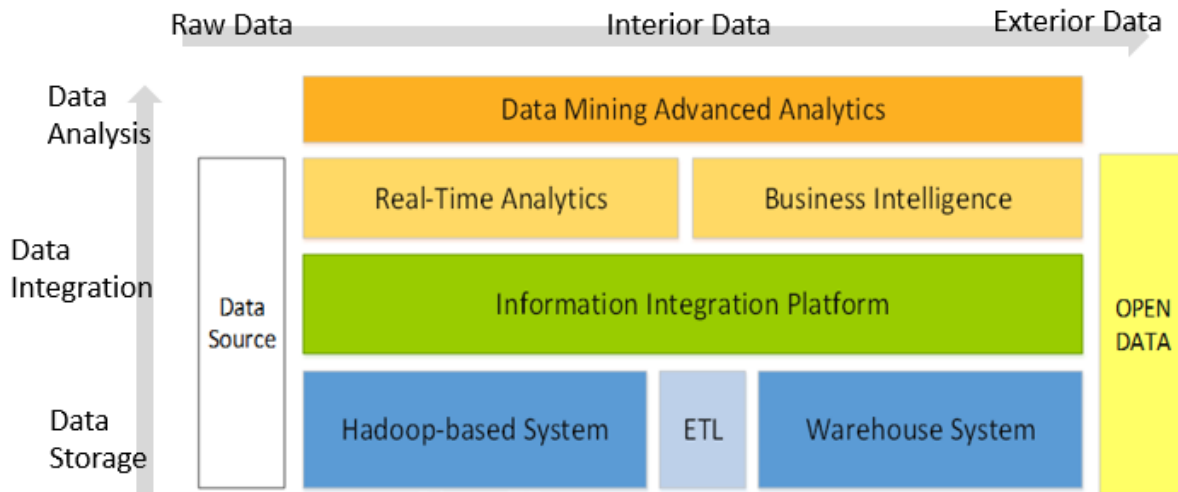 Raw Data
Interior Data
Exterior Data
Data
Analysis
Data Mining Advanced Analytics
Real-Time Analytics
Business Intelligence
Data
Integration
Information Integration Platform
Data
Source
OPEN
DATA
Data
Storage
Hadoop-based System
ETL
Warehouse System